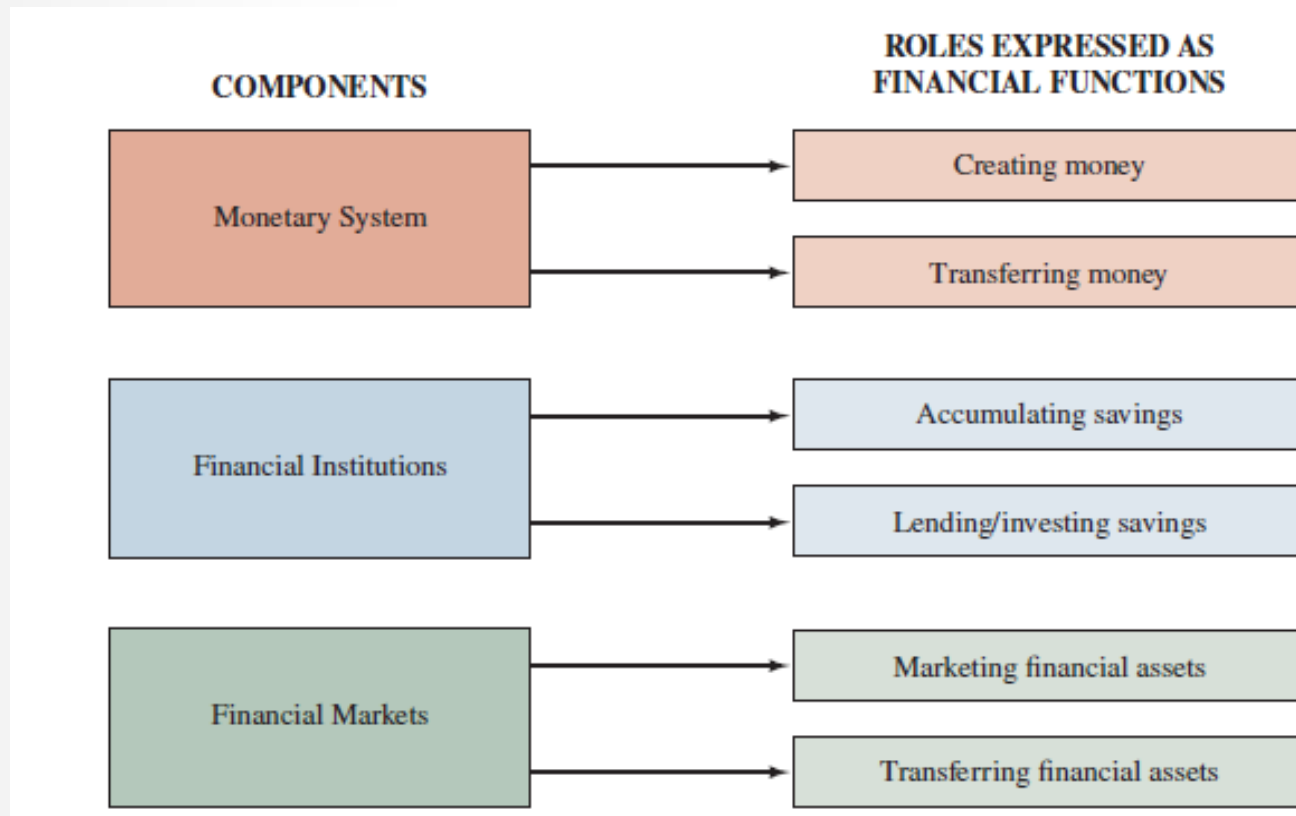 ROLES EXPRESSED AS
FINANCIAL FUNCTIONS
COMPONENTS
Monetary System
Creating money
Transferring money
Financial Institutions
Accumulating savings
Lending/investing savings
Financial Markets
Marketing financial assets
Transferring financial assets